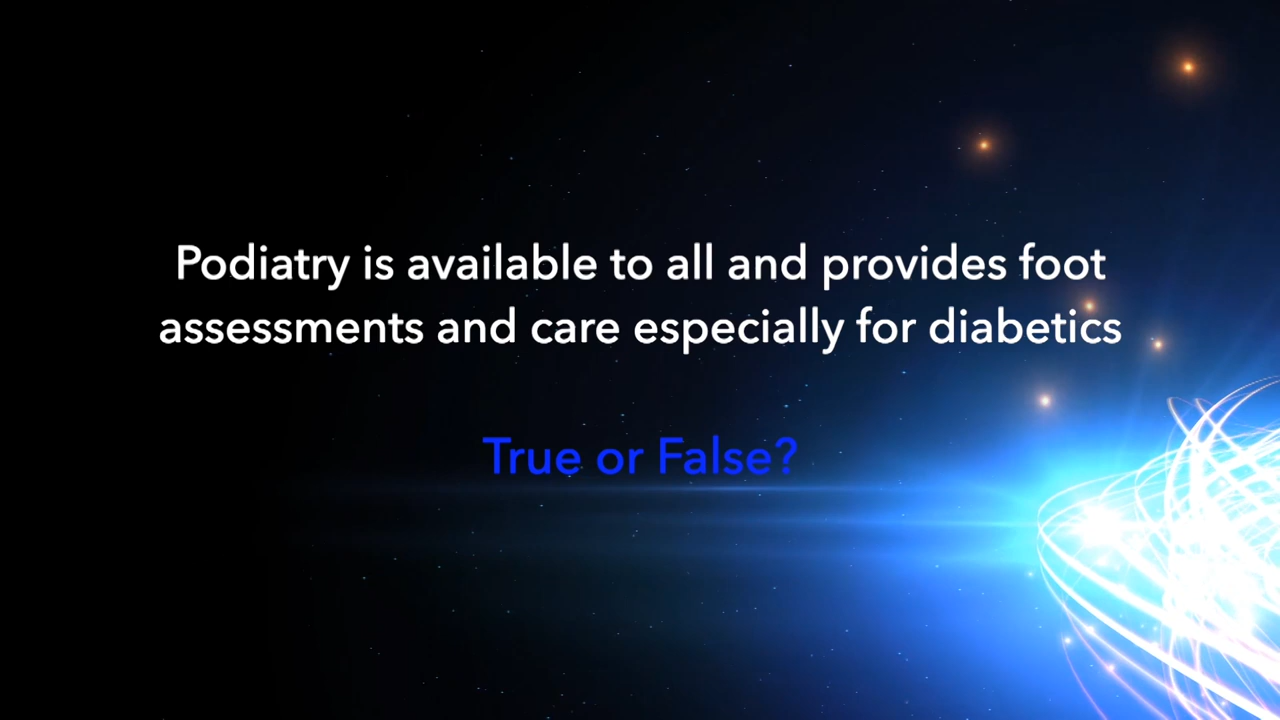 Podiatry is available to all and provides foot
assessments and care especially for diabetics
True or False?